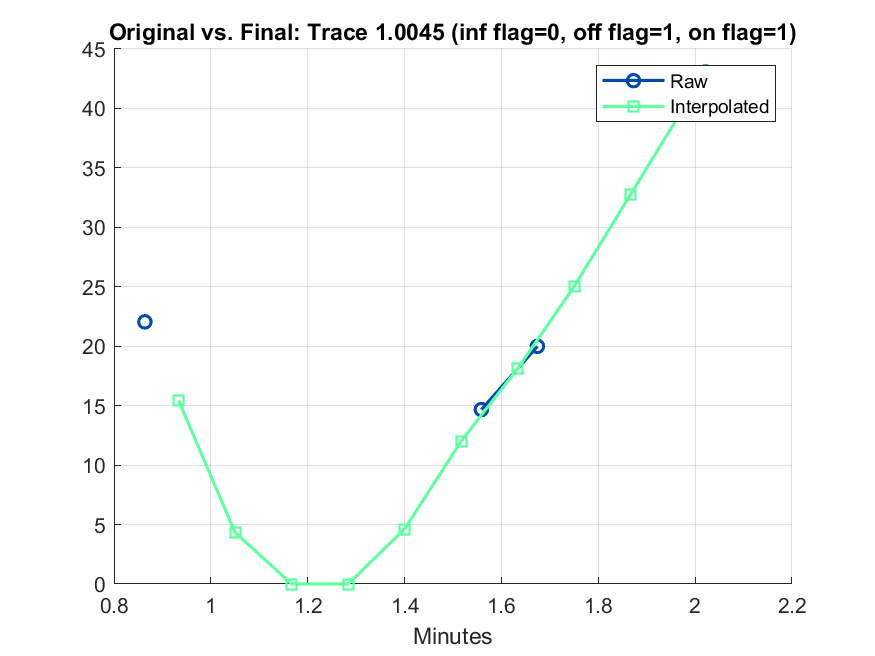 Original vs. Final: Trace 1.0045 (inf flag=0, off flag=1, on flag=1)
45
40
35
30
25
20
15
10
5
0
Raw
Interpolated
0.8 1 1.2 1.4 1.6 1.8 2 2.2
Minutes